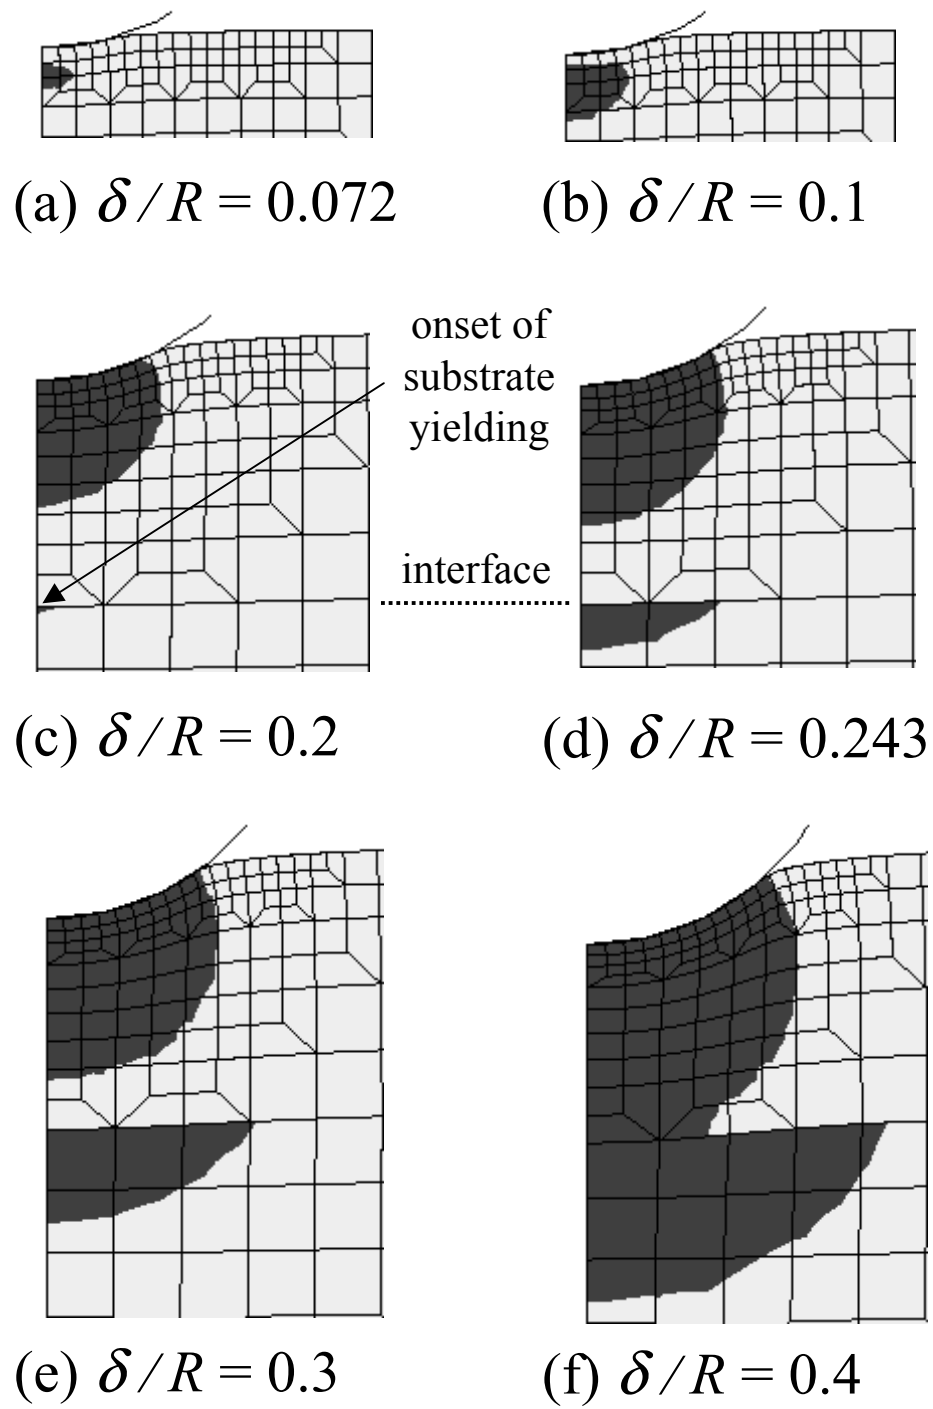 (a) δ / R = 0.072
(b) δ / R = 0.1
onset of
substrate
yielding
interface
(c) δ / R = 0.2
(d) δ / R = 0.243
(e) δ / R = 0.3
(f) δ / R = 0.4